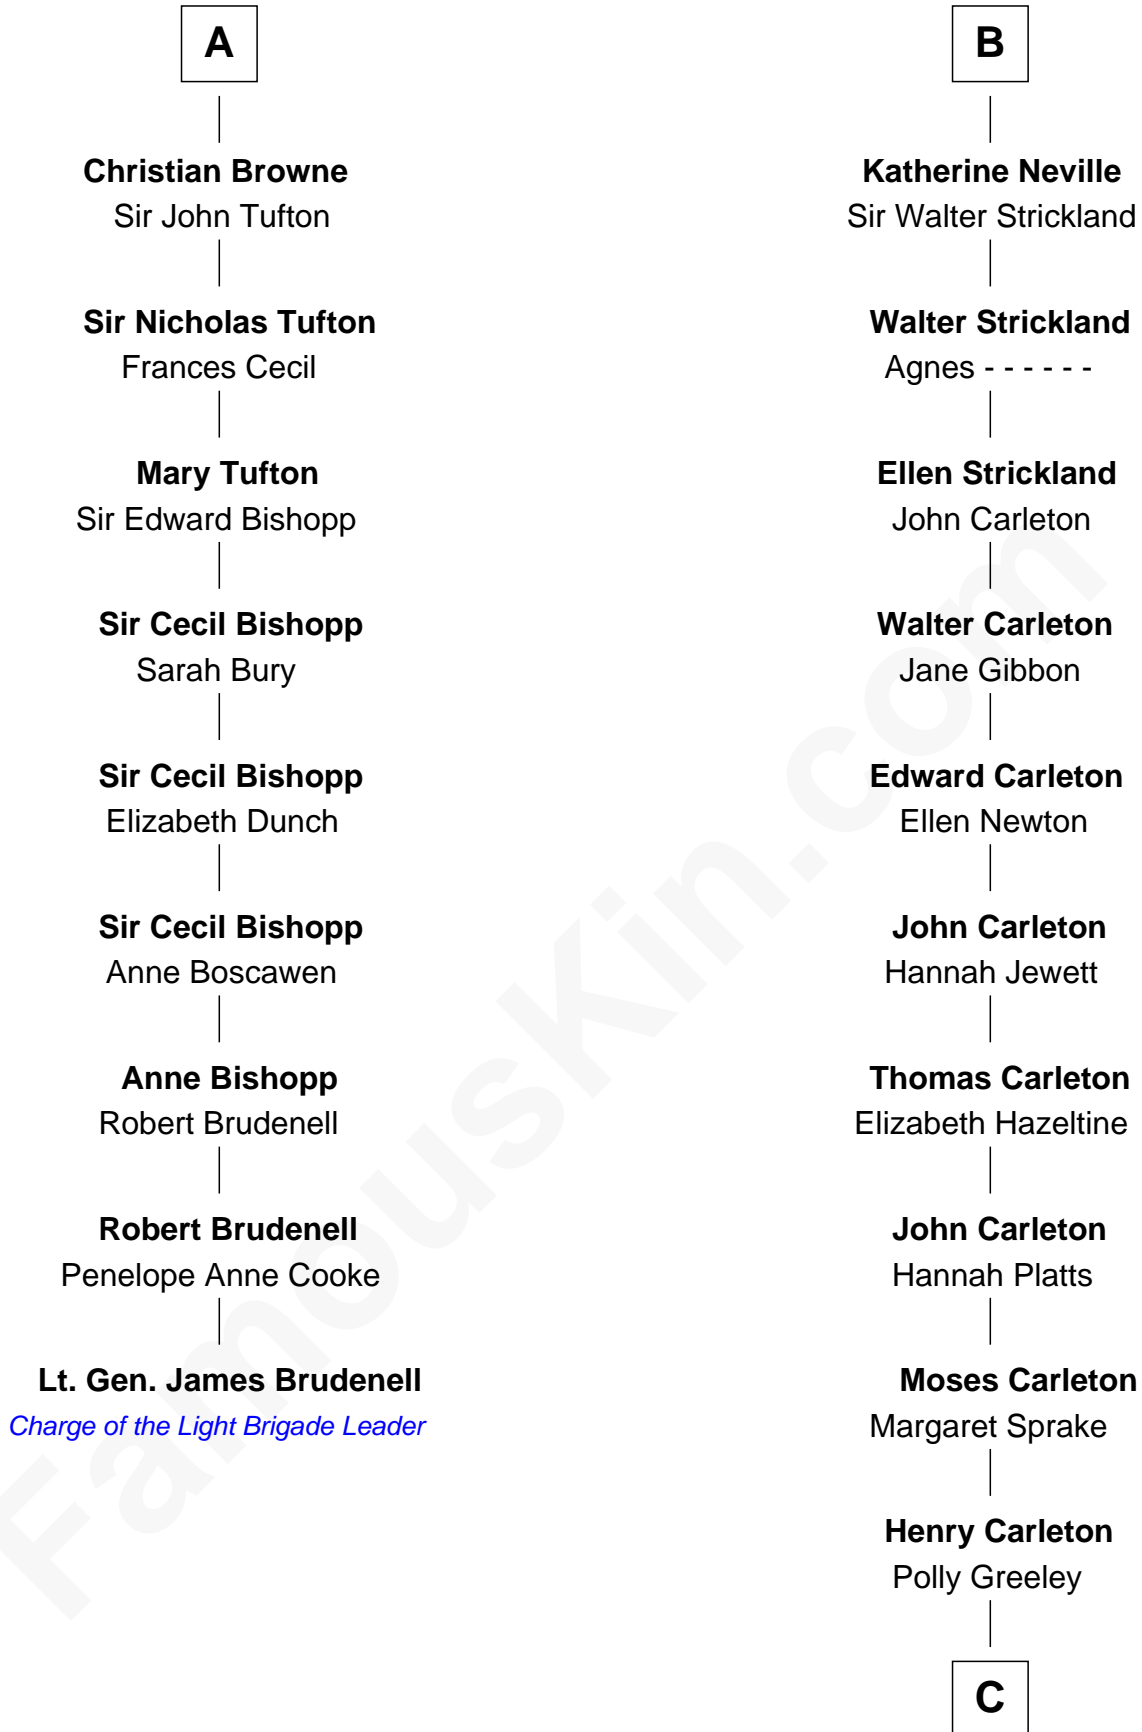 A
Christian Browne
Sir John Tufton
Sir Nicholas Tufton
Frances Cecil
Mary Tufton
Sir Edward Bishopp
Sir Cecil Bishopp
Sarah Bury
Sir Cecil Bishopp
Elizabeth Dunch
Sir Cecil Bishopp
Anne Boscawen
Anne Bishopp
Robert Brudenell
Robert Brudenell
Penelope Anne Cooke
Lt. Gen. James Brudenell
Charge of the Light Brigade Leader
B
Katherine Neville
Sir Walter Strickland
Walter Strickland
Agnes - - - - - -
Ellen Strickland
John Carleton
Walter Carleton
Jane Gibbon
Edward Carleton
Ellen Newton
John Carleton
Hannah Jewett
Thomas Carleton
Elizabeth Hazeltine
John Carleton
Hannah Platts
Moses Carleton
Margaret Sprake
Henry Carleton
Polly Greeley
C
FamousKin.com